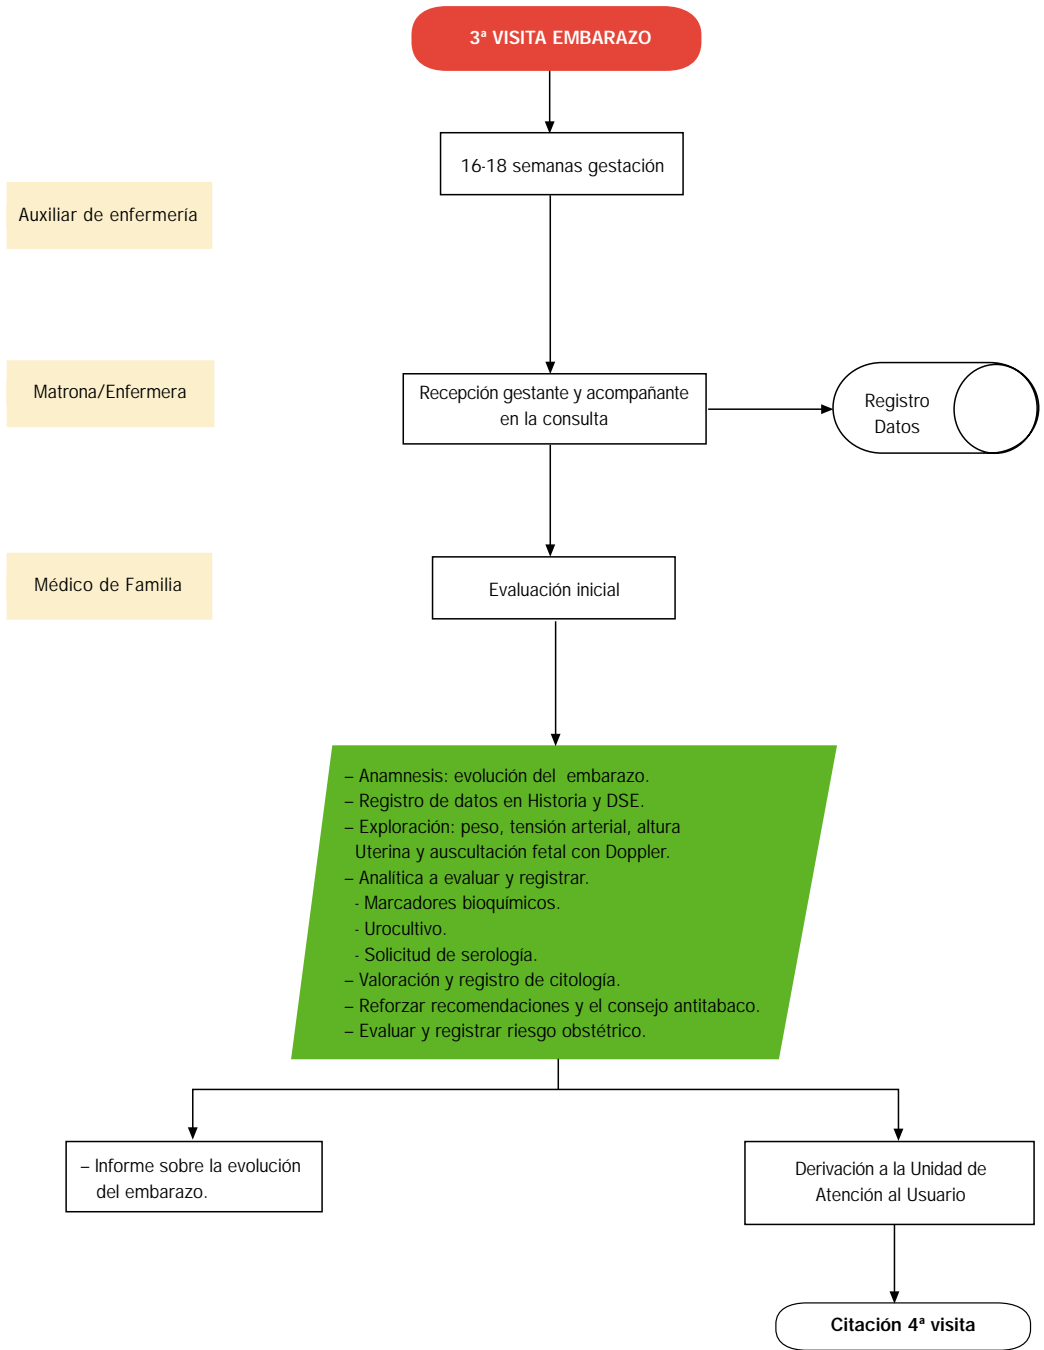 3ª VISITA EMBARAZO
16-18 semanas gestación
Auxiliar de enfermería
Matrona/Enfermera
Recepción gestante y acompañante
en la consulta
Registro
Datos
Médico de Familia
Evaluación inicial
– Anamnesis: evolución del embarazo.
– Registro de datos en Historia y DSE.
– Exploración: peso, tensión arterial, altura
Uterina y auscultación fetal con Doppler.
– Analítica a evaluar y registrar.
- Marcadores bioquímicos.
- Urocultivo.
- Solicitud de serología.
– Valoración y registro de citología.
– Reforzar recomendaciones y el consejo antitabaco.
– Evaluar y registrar riesgo obstétrico.
– Informe sobre la evolución
del embarazo.
Derivación a la Unidad de
Atención al Usuario
Citación 4ª visita